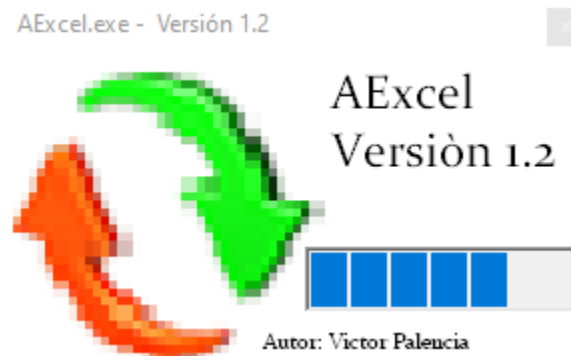 AExcel.exe - Versión 1.2
AExcel
Versiòn 1.2
Autor: Victor Palencia